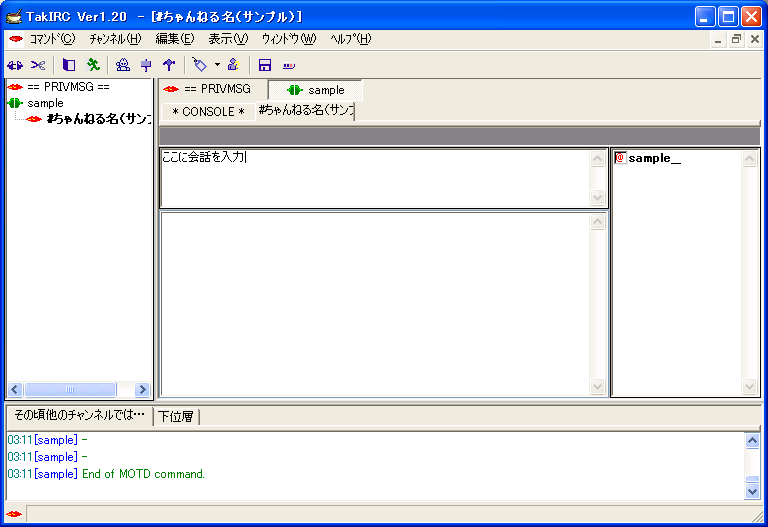 TakIRC Ver1.20 - [#ちゃんねる名(サンプル)]
ｺﾏﾝﾄﾞ(C) ﾁｬﾝﾈﾙ(H) 編集(E) 表示(V) ｳｨﾝﾄﾞｳ(W) ﾍﾙﾌﾟ(H)
== PRIVMSG ==
sample
#ちゃんねる名(サン
== PRIVMSG
sample
* CONSOLE *
#ちゃんねる名(サン
ここに会話を入力
@sample_
その頃他のチャンネルでは…
下位層
03:11[sample] -
03:11[sample] -
03:11[sample] End of MOTD command.